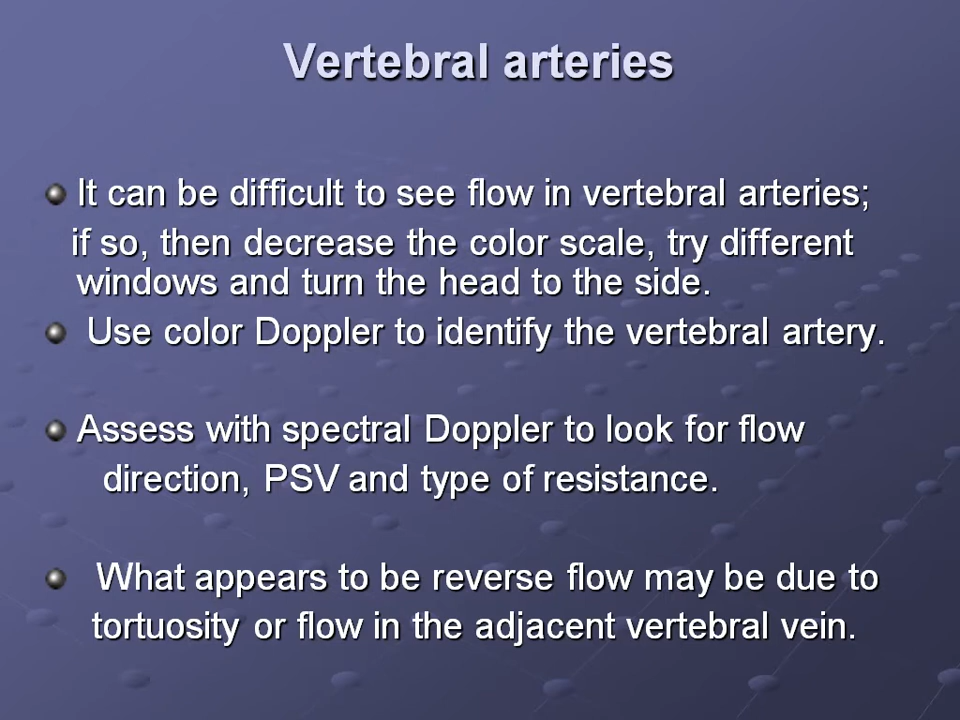 Vertebral arteries
It can be difficult to see flow in vertebral arteries;
if so, then decrease the color scale, try different
windows and turn the head to the side.
Use color Doppler to identify the vertebral artery.
Assess with spectral Doppler to look for flow
direction, PSV and type of resistance.
What appears to be reverse flow may be due to
tortuosity or flow in the adjacent vertebral vein.